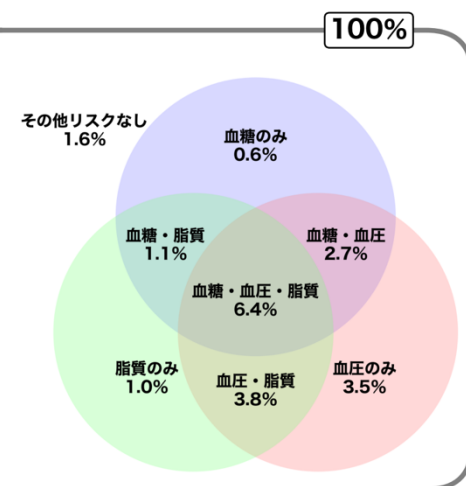 100%
その他リスクなし
1.6%
血糖のみ
0.6%
血糖・脂質
1.1%
血糖・血圧
2.7%
血糖・血圧・脂質
6.4%
脂質のみ
1.0%
血圧・脂質
3.8%
血圧のみ
3.5%